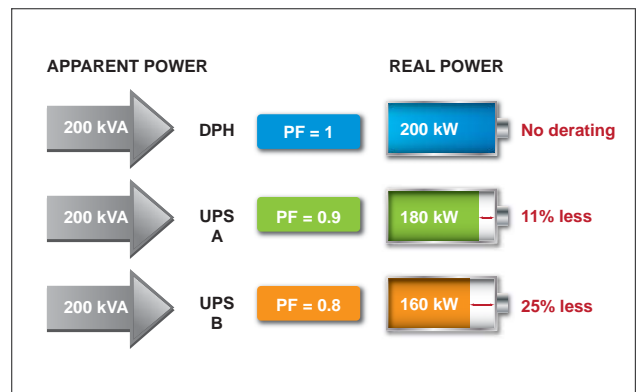 APPARENT POWER
REAL POWER
200 kVA
DPH
PF = 1
200 kW
No derating
200 kVA
UPS
A
PF = 0.9
180 kW
11% less
200 kVA
UPS
B
PF = 0.8
160 kW
25% less